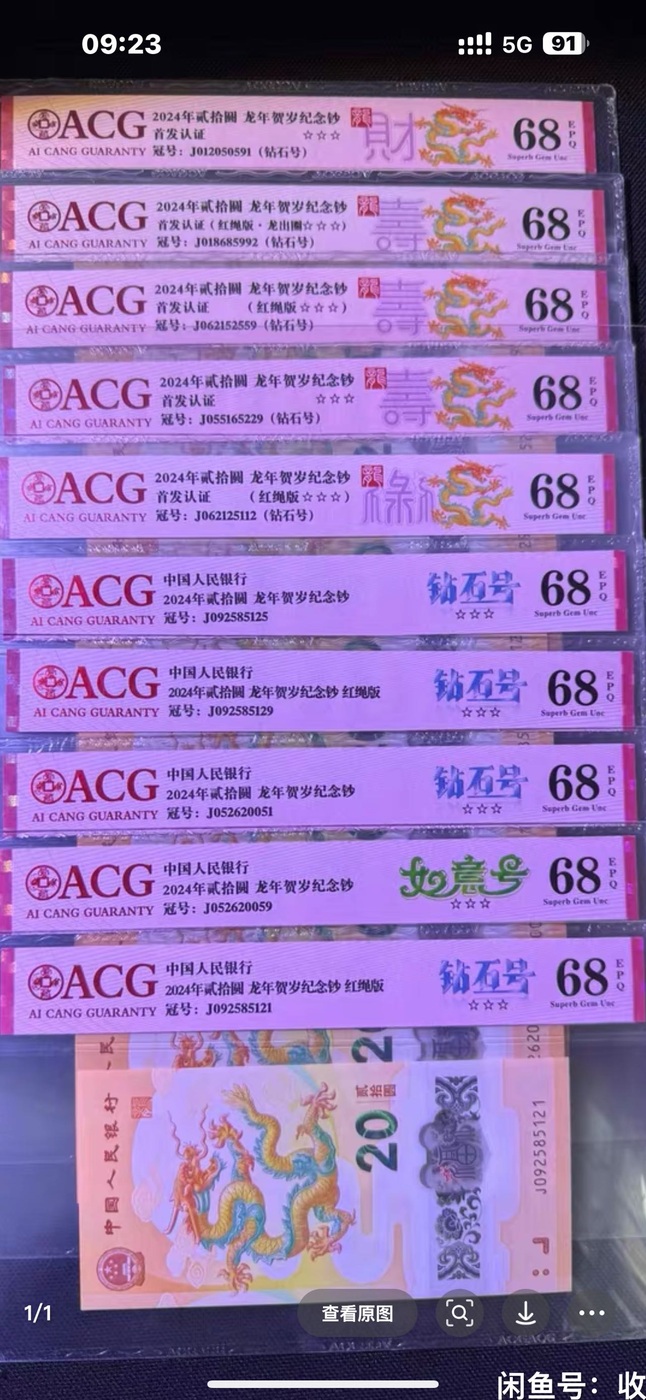 09:23
5G 91
ACG
AI CANG GUARANTY
2024年贰拾圆 龙年贺岁纪念钞
首发认证 ☆☆☆
冠号：J012050591（钻石号）
龍 財
68 EPQ
Superb Gem Unc
ACG
AI CANG GUARANTY
2024年贰拾圆 龙年贺岁纪念钞
首发认证（红绳版·龙出圈☆☆☆）
冠号：J018685992（钻石号）
龍 壽
68 EPQ
Superb Gem Unc
ACG
AI CANG GUARANTY
2024年贰拾圆 龙年贺岁纪念钞
首发认证 （红绳版☆☆☆）
冠号：J062152559（钻石号）
龍 壽
68 EPQ
Superb Gem Unc
ACG
AI CANG GUARANTY
2024年贰拾圆 龙年贺岁纪念钞
首发认证 ☆☆☆
冠号：J055165229（钻石号）
龍 壽
68 EPQ
Superb Gem Unc
ACG
AI CANG GUARANTY
2024年贰拾圆 龙年贺岁纪念钞
首发认证 （红绳版☆☆☆）
冠号：J062125112（钻石号）
龍 祿
68 EPQ
Superb Gem Unc
ACG
AI CANG GUARANTY
中国人民银行
2024年贰拾圆 龙年贺岁纪念钞
冠号：J092585125
钻石号
☆☆☆
68 EPQ
Superb Gem Unc
ACG
AI CANG GUARANTY
中国人民银行
2024年贰拾圆 龙年贺岁纪念钞 红绳版
冠号：J092585129
钻石号
☆☆☆
68 EPQ
Superb Gem Unc
ACG
AI CANG GUARANTY
中国人民银行
2024年贰拾圆 龙年贺岁纪念钞
冠号：J052620051
钻石号
☆☆☆
68 EPQ
Superb Gem Unc
ACG
AI CANG GUARANTY
中国人民银行
2024年贰拾圆 龙年贺岁纪念钞
冠号：J052620059
如意号
☆☆☆
68 EPQ
Superb Gem Unc
ACG
AI CANG GUARANTY
中国人民银行
2024年贰拾圆 龙年贺岁纪念钞 红绳版
冠号：J092585121
钻石号
☆☆☆
68 EPQ
Superb Gem Unc
中国人民银行
20
贰拾圆
J092585121
1/1
查看原图
闲鱼号：收